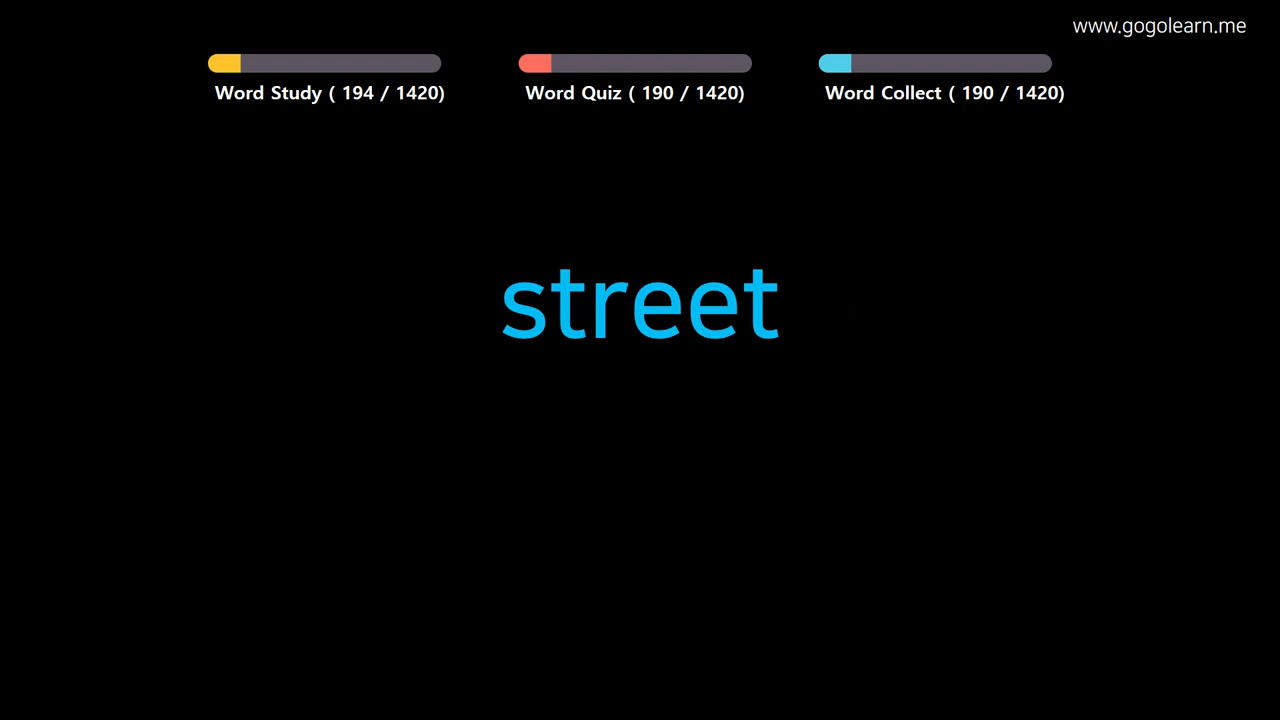 www.gogolearn.me
Word Study ( 194 / 1420)
Word Quiz ( 190 / 1420)
Word Collect ( 190 / 1420)
street